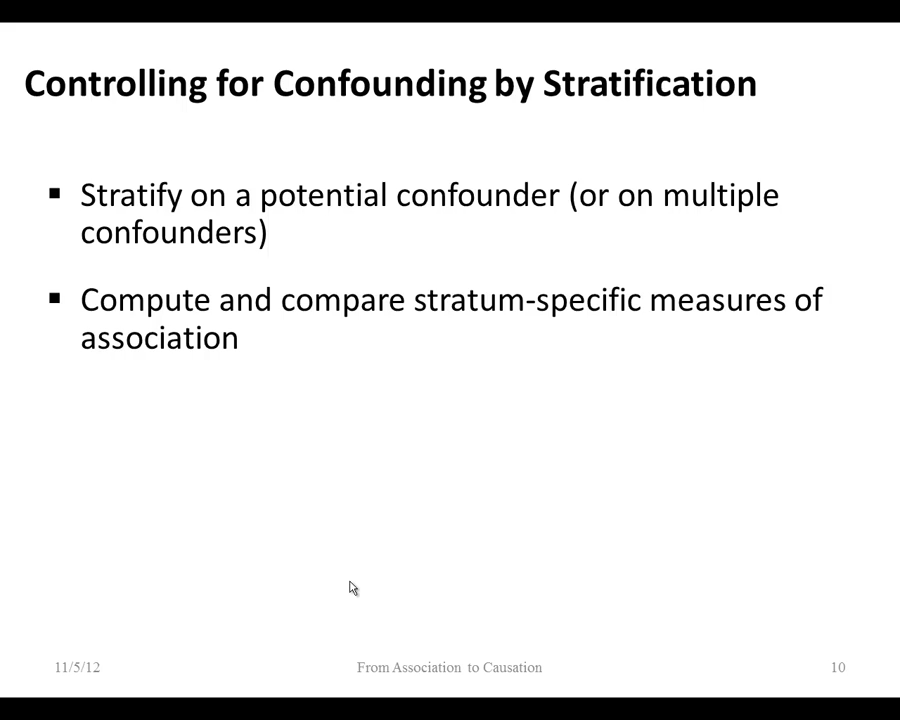 Controlling for Confounding by Stratification
▪ Stratify on a potential confounder (or on multiple
confounders)
▪ Compute and compare stratum-specific measures of
association
11/5/12
From Association to Causation
10